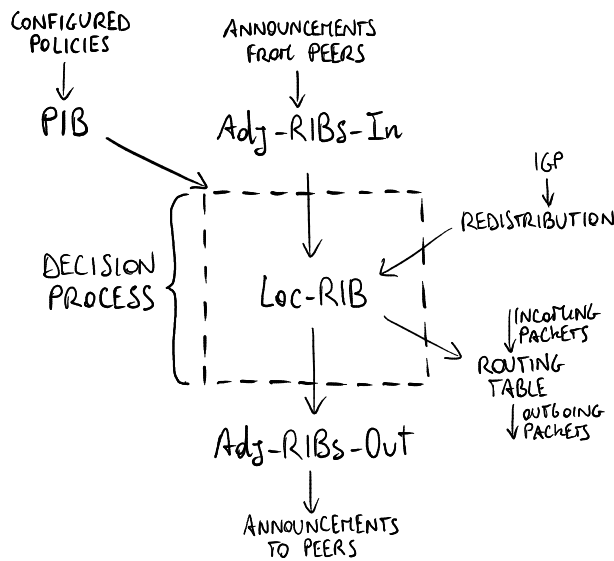 CONFIGURED
POLICIES
ANNOUNCEMENTS
FROM PEERS
PIB
Adj-RIBs-In
IGP
REDISTRIBUTION
DECISION
PROCESS
Loc-RIB
INCOMING
PACKETS
ROUTING
TABLE
OUTGOING
PACKETS
Adj-RIBs-Out
ANNOUNCEMENTS
TO PEERS